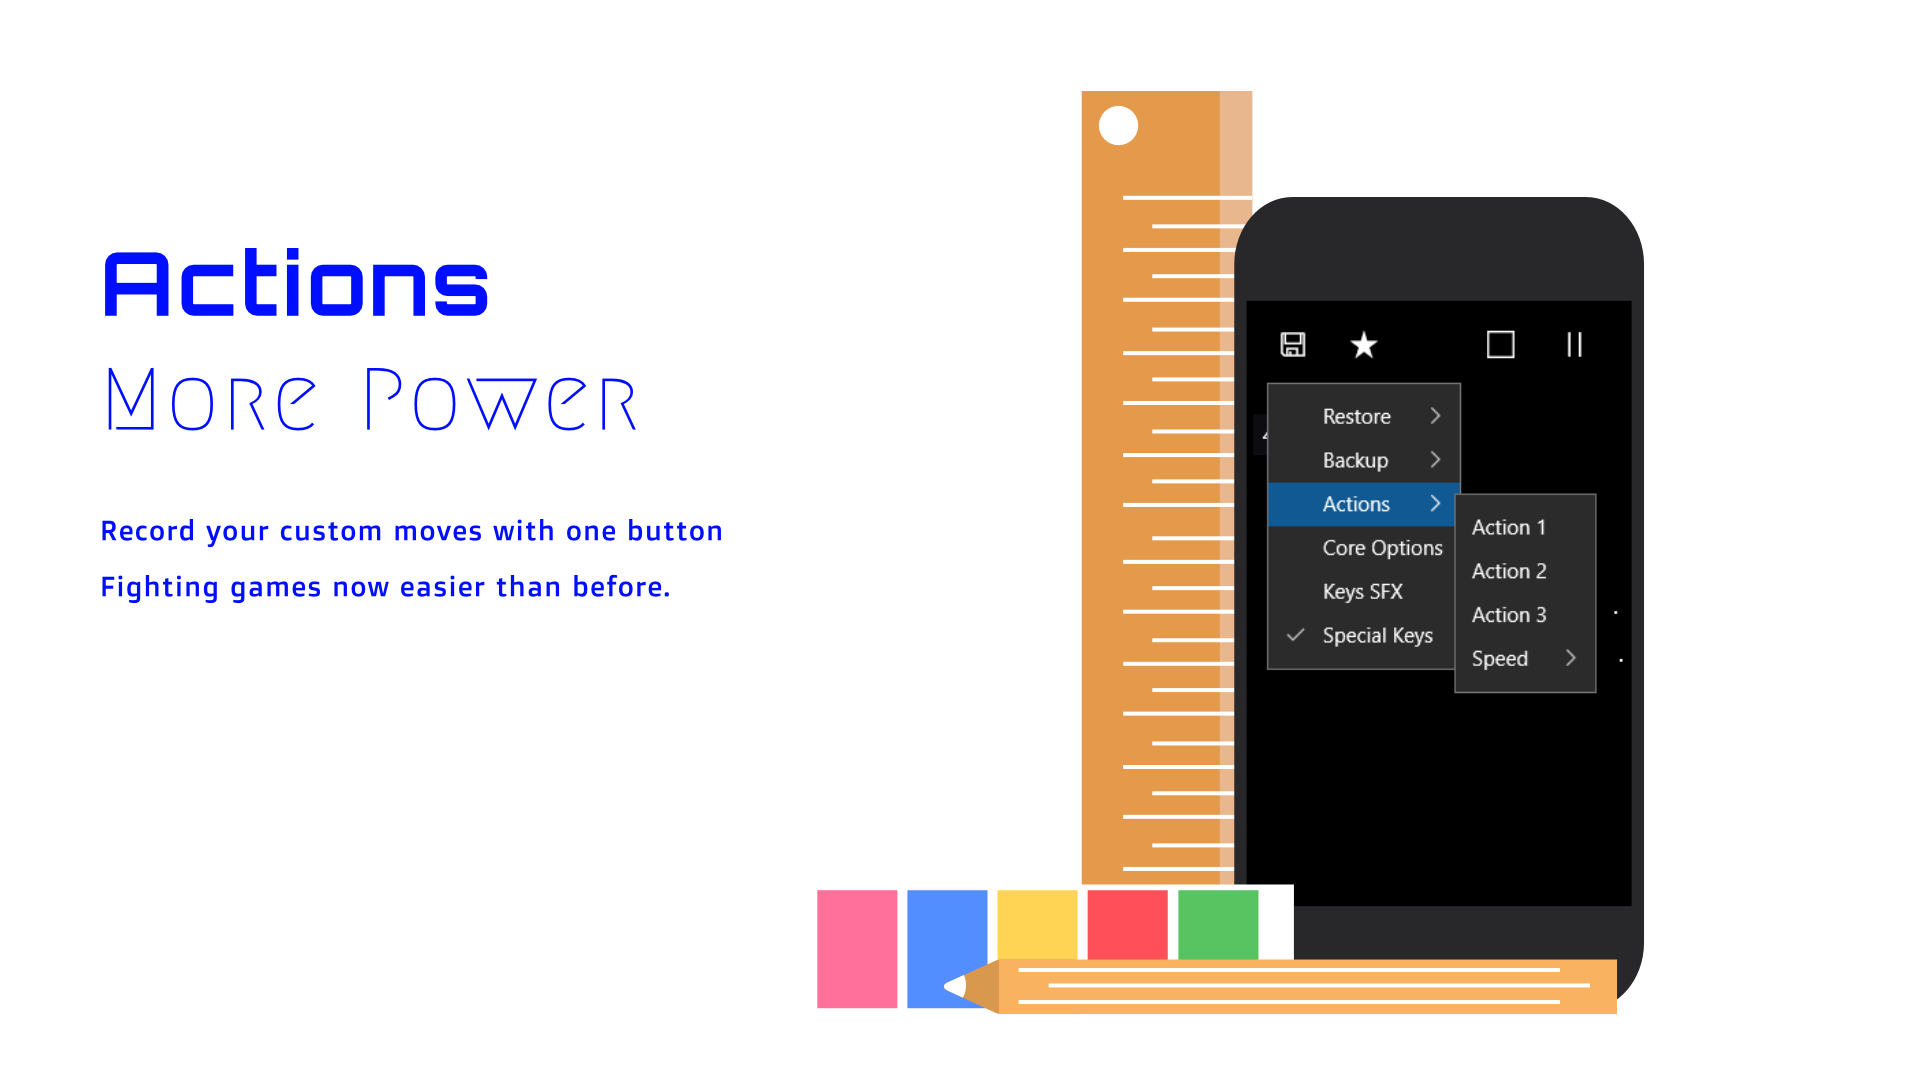 Actions
More Power
Record your custom moves with one button
Fighting games now easier than before.
Restore
Backup
Actions
Core Options
Keys SFX
Special Keys
Action 1
Action 2
Action 3
Speed